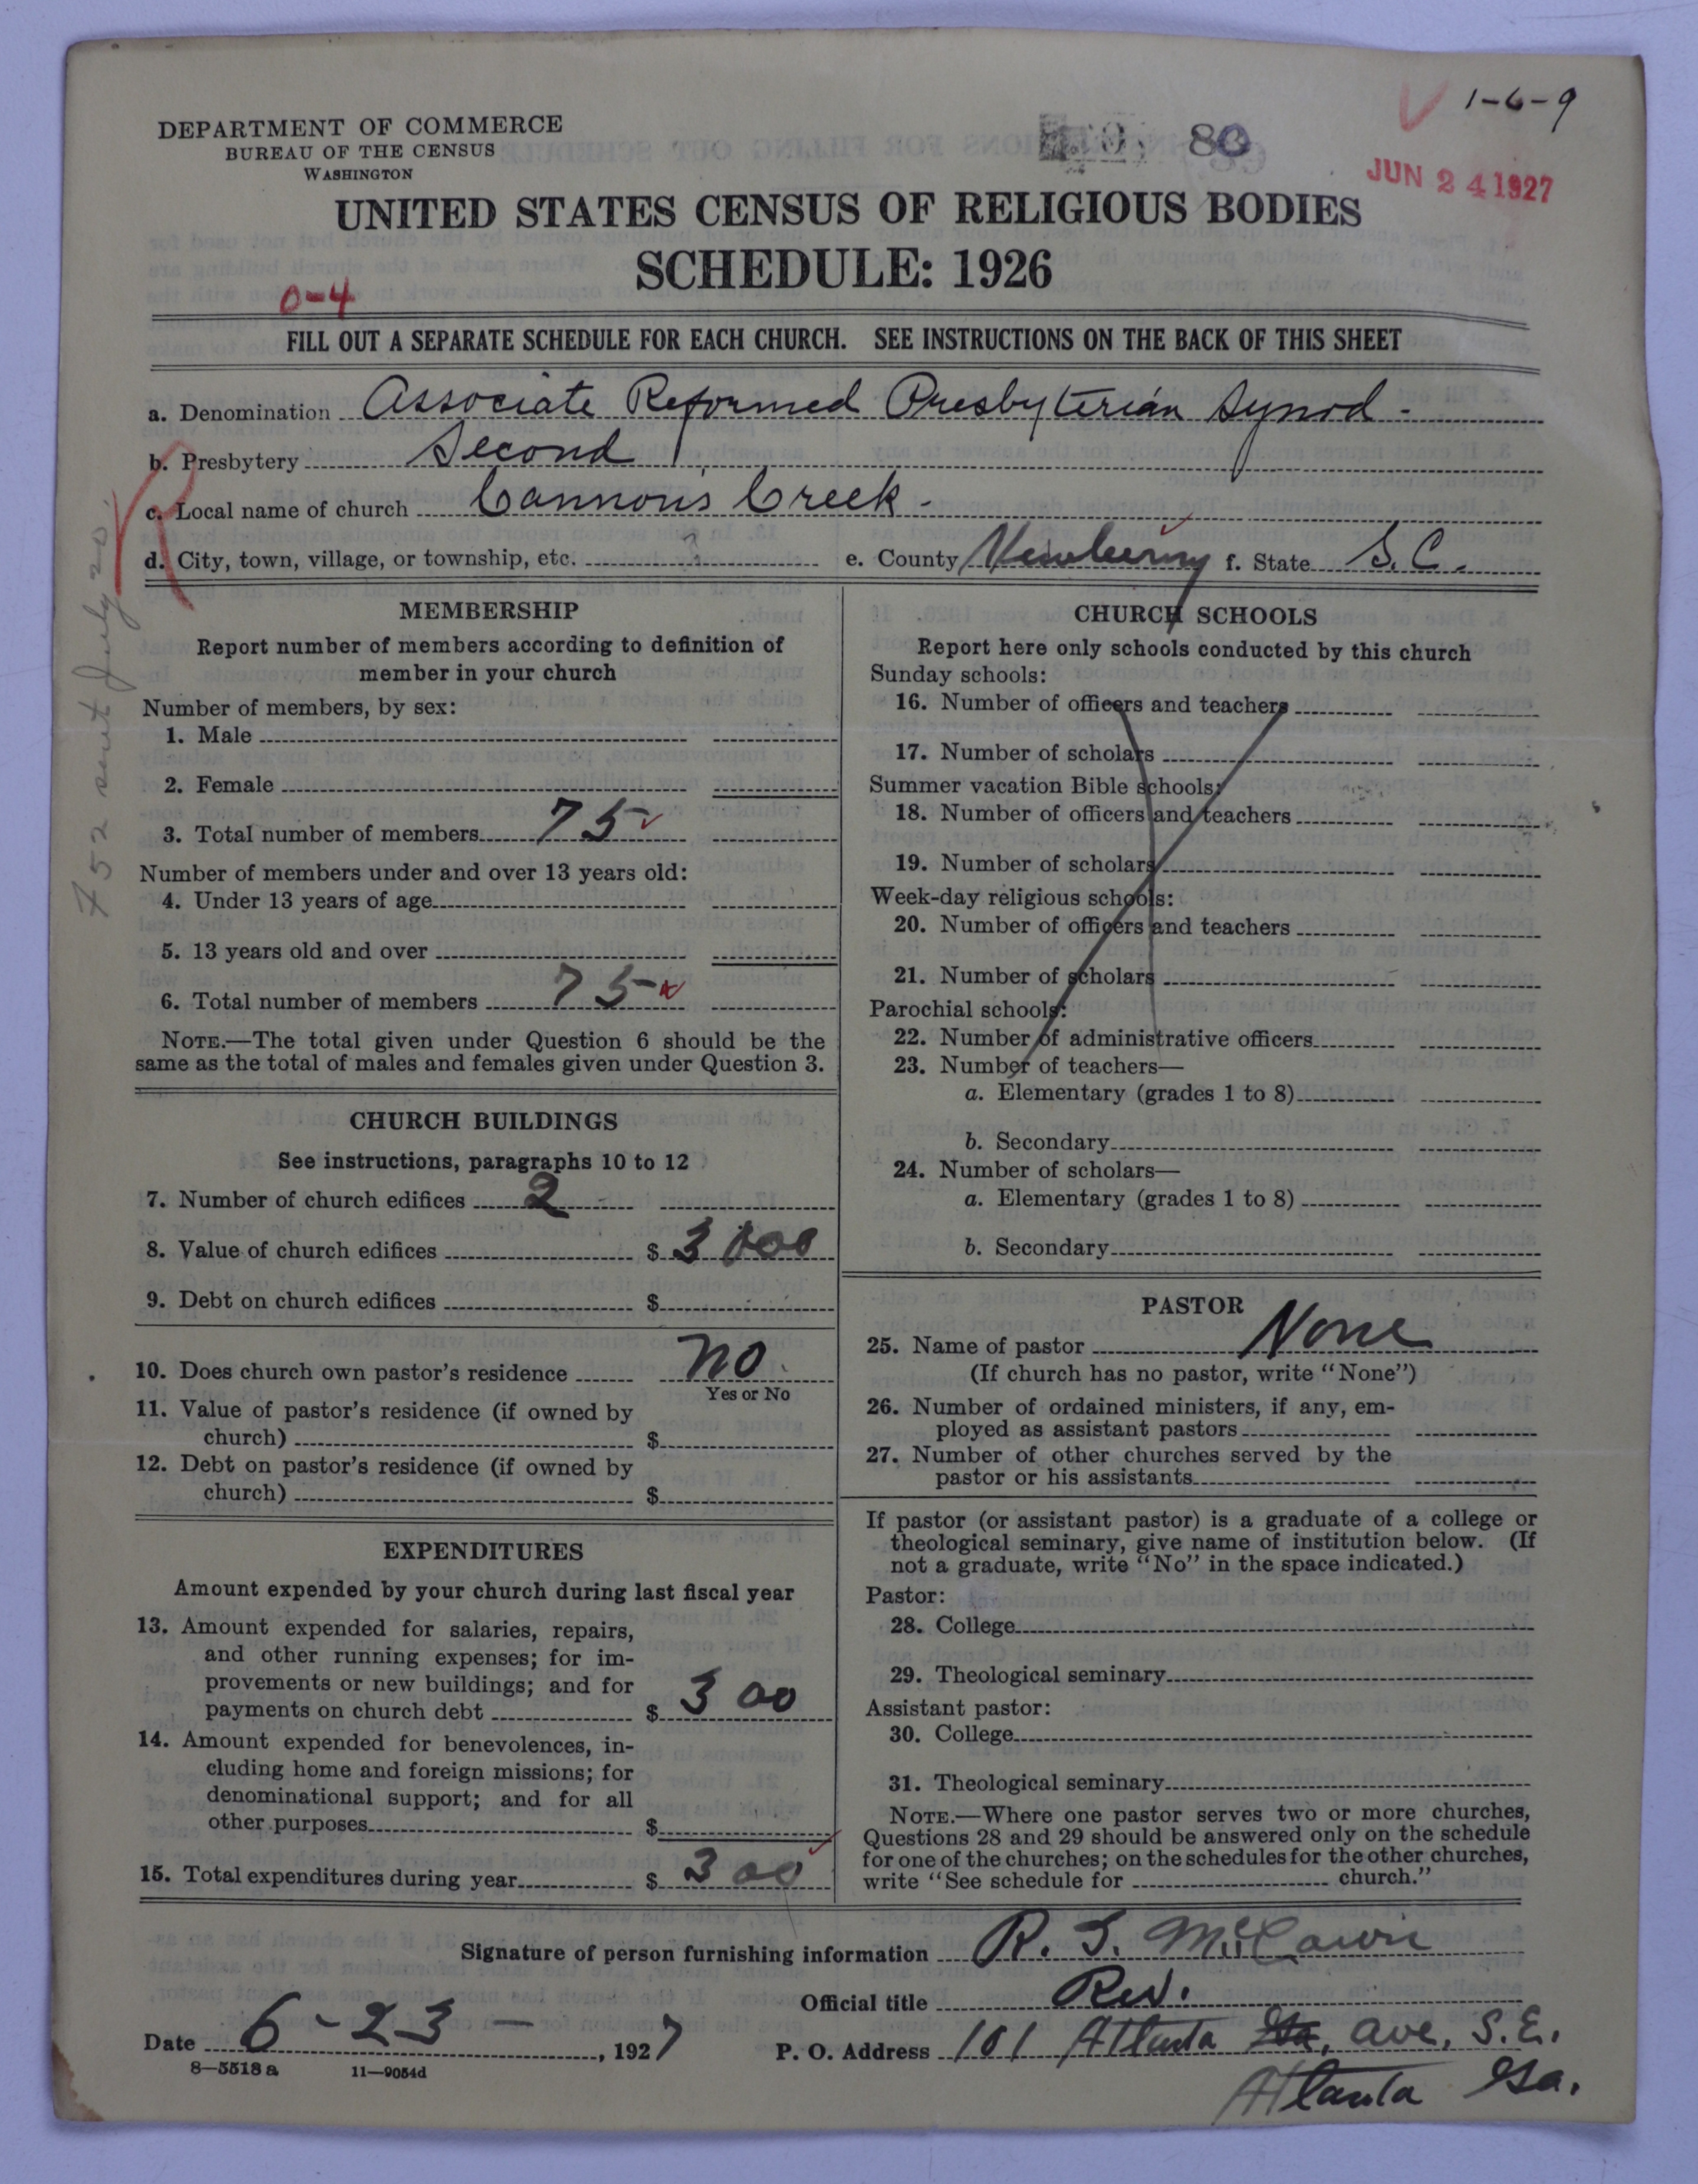 1-6-9
DEPARTMENT OF COMMERCE
BUREAU OF THE CENSUS
WASHINGTON
80
JUN 24 1927
UNITED STATES CENSUS OF RELIGIOUS BODIES
SCHEDULE: 1926
0-4
FILL OUT A SEPARATE SCHEDULE FOR EACH CHURCH. SEE INSTRUCTIONS ON THE BACK OF THIS SHEET
a. Denomination Associate Reformed Presbyterian Synod -
b. Presbytery Second
c. Local name of church Cannon's Creek -
d. City, town, village, or township, etc. ? e. County Newberry f. State S.C.
752 sent July 20.
MEMBERSHIP
Report number of members according to definition of
member in your church
Number of members, by sex:
1. Male
2. Female
3. Total number of members 75
Number of members under and over 13 years old:
4. Under 13 years of age
5. 13 years old and over
6. Total number of members 75
NOTE.—The total given under Question 6 should be the
same as the total of males and females given under Question 3.
CHURCH BUILDINGS
See instructions, paragraphs 10 to 12
7. Number of church edifices 2
8. Value of church edifices $ 3000
9. Debt on church edifices $
10. Does church own pastor's residence No
Yes or No
11. Value of pastor's residence (if owned by
church) $
12. Debt on pastor's residence (if owned by
church) $
EXPENDITURES
Amount expended by your church during last fiscal year
13. Amount expended for salaries, repairs,
and other running expenses; for im-
provements or new buildings; and for
payments on church debt $ 300
14. Amount expended for benevolences, in-
cluding home and foreign missions; for
denominational support; and for all
other purposes $
15. Total expenditures during year $ 300
CHURCH SCHOOLS
Report here only schools conducted by this church
Sunday schools:
16. Number of officers and teachers
17. Number of scholars
Summer vacation Bible schools:
18. Number of officers and teachers
19. Number of scholars
Week-day religious schools:
20. Number of officers and teachers
21. Number of scholars
Parochial schools:
22. Number of administrative officers
23. Number of teachers—
a. Elementary (grades 1 to 8)
b. Secondary
24. Number of scholars—
a. Elementary (grades 1 to 8)
b. Secondary
PASTOR
25. Name of pastor None
(If church has no pastor, write "None")
26. Number of ordained ministers, if any, em-
ployed as assistant pastors
27. Number of other churches served by the
pastor or his assistants
If pastor (or assistant pastor) is a graduate of a college or
theological seminary, give name of institution below. (If
not a graduate, write "No" in the space indicated.)
Pastor:
28. College
29. Theological seminary
Assistant pastor:
30. College
31. Theological seminary
NOTE.—Where one pastor serves two or more churches,
Questions 28 and 29 should be answered only on the schedule
for one of the churches; on the schedules for the other churches,
write "See schedule for church."
Signature of person furnishing information R. S. McCown
Official title Rev.
Date 6-23-, 1927 P. O. Address 101 Atlanta Ga, ave, S.E.
Atlanta Ga.
8—5518 a 11—9054d